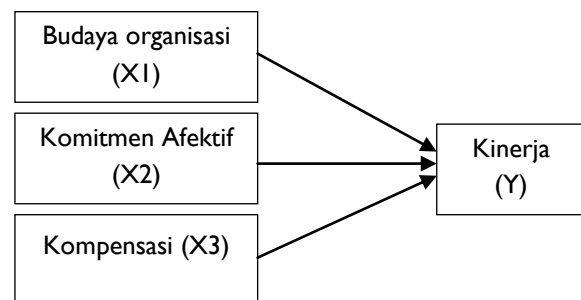 Budaya organisasi
(X1)
Komitmen Afektif
(X2)
Kinerja
(Y)
Kompensasi (X3)